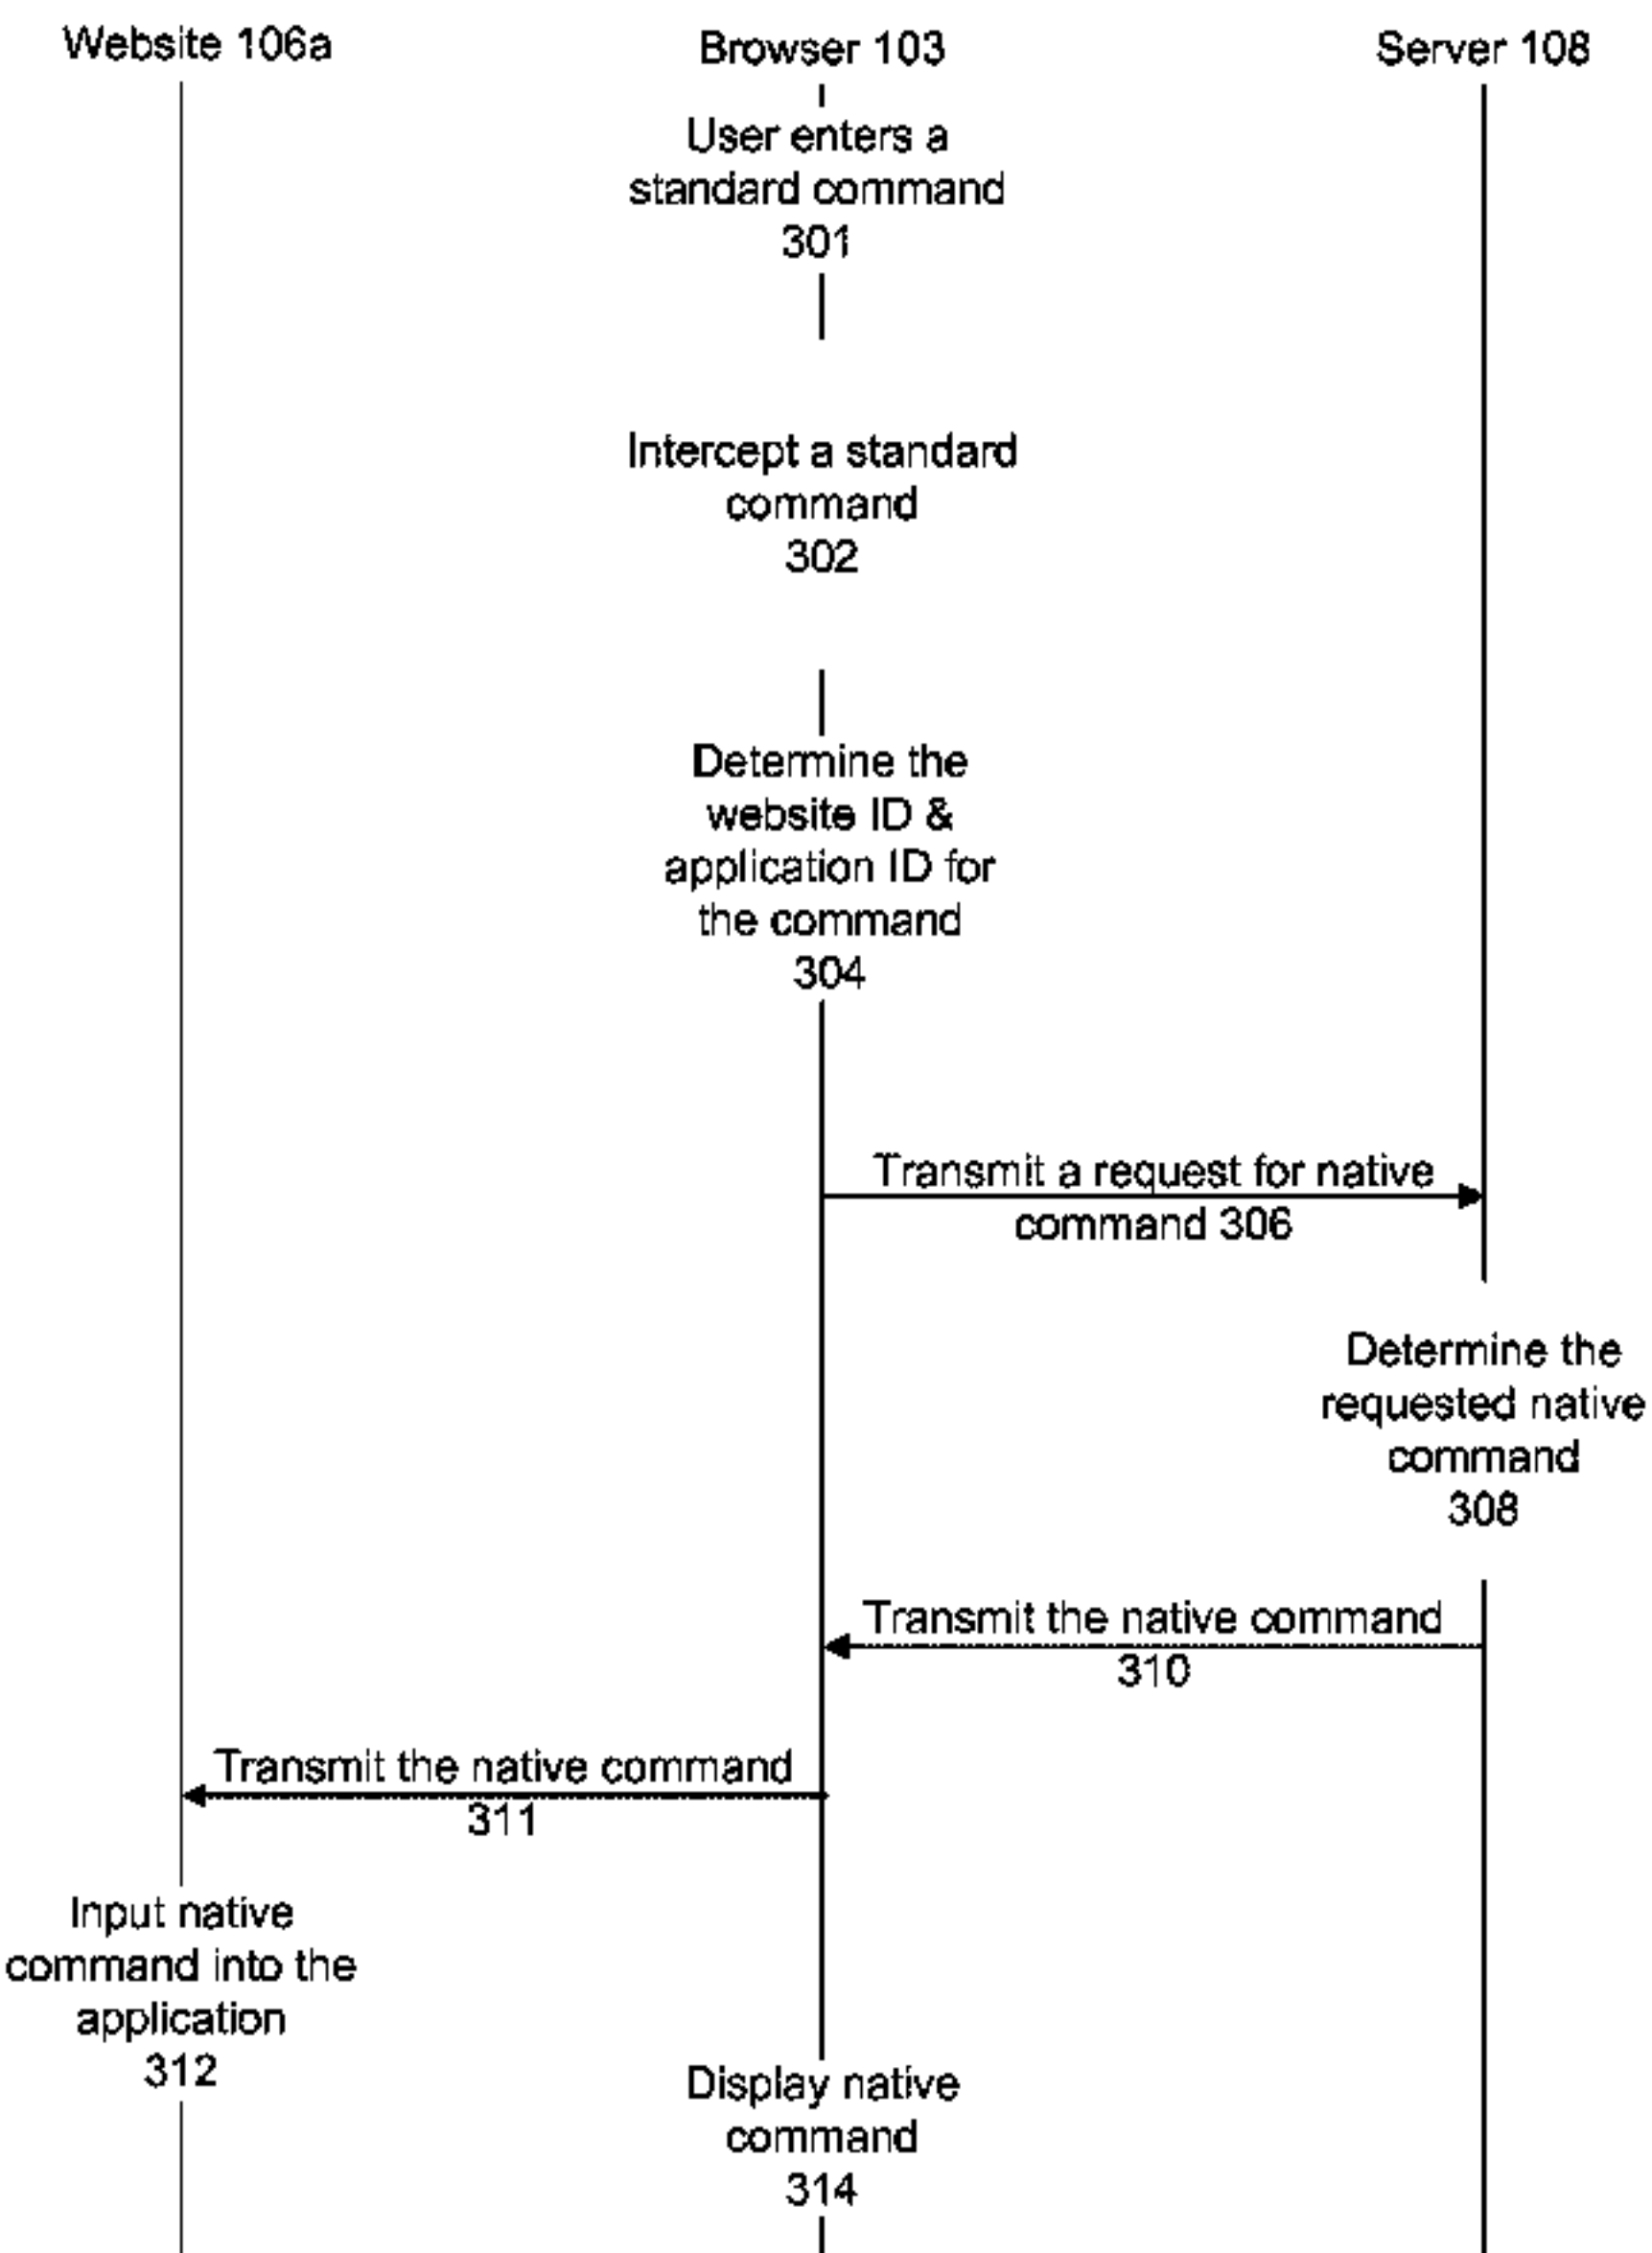 Website 106a
Browser 103
Server 108
User enters a
standard command
301
Intercept a standard
command
302
Determine the
website ID &
application ID for
the command
304
Transmit a request for native
command 306
Determine the
requested native
command
308
Transmit the native command
310
Transmit the native command
311
Input native
command into the
application
312
Display native
command
314